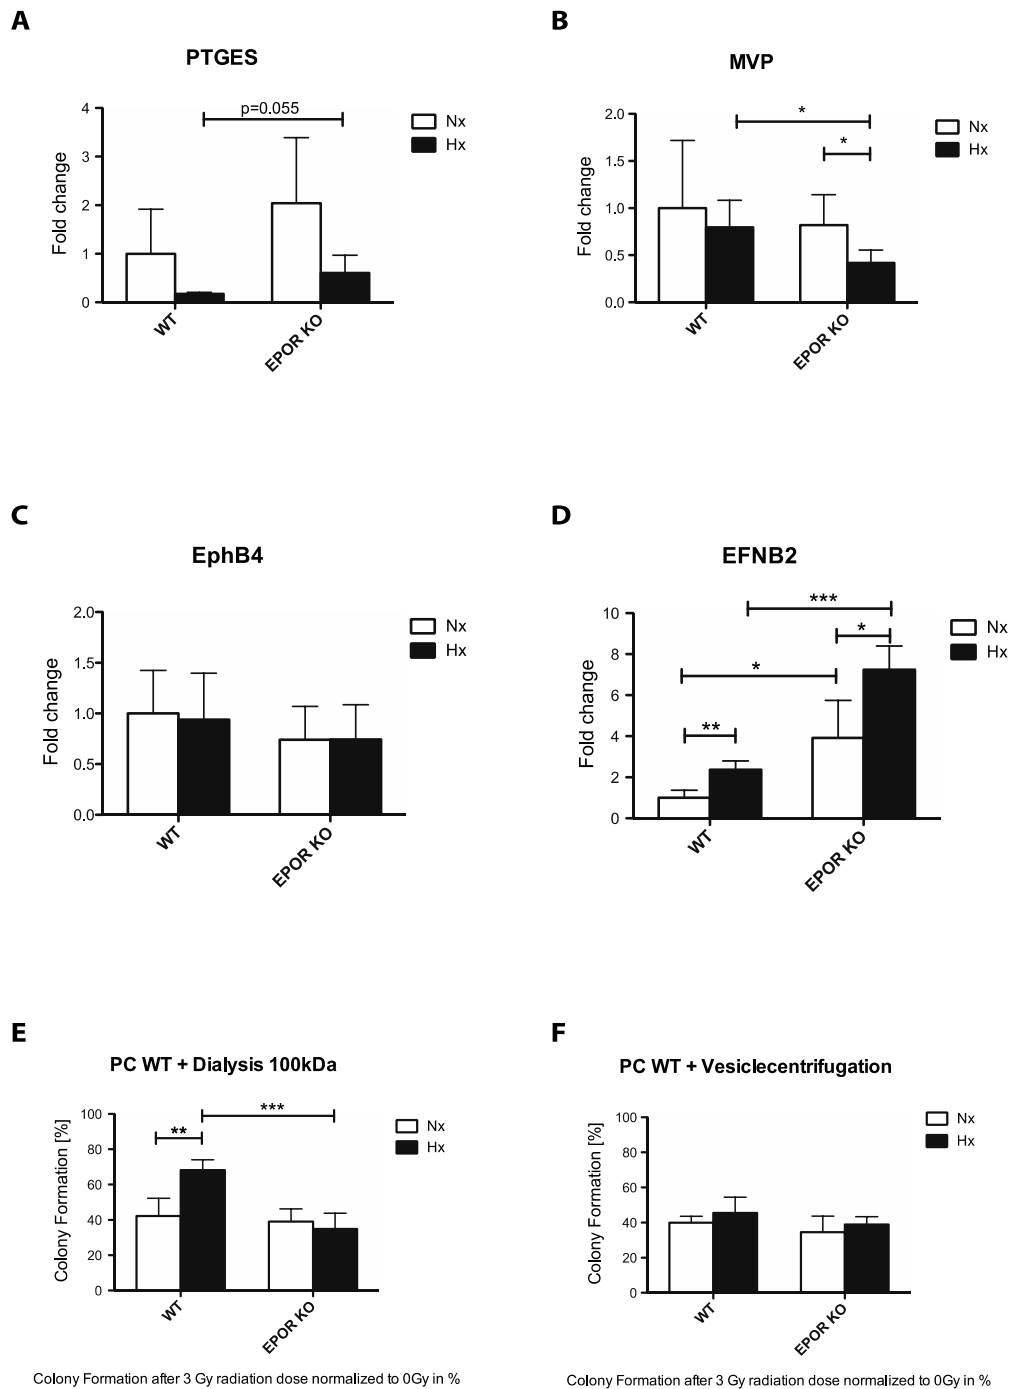 A
PTGES
p=0.055
Fold change
4
3
2
1
0
WT
EPOR KO
Nx
Hx
B
MVP
*
*
Fold change
2.0
1.5
1.0
0.5
0.0
WT
EPOR KO
Nx
Hx
C
EphB4
Fold change
2.0
1.5
1.0
0.5
0.0
WT
EPOR KO
Nx
Hx
D
EFNB2
***
*
*
**
Fold change
10
8
6
4
2
0
WT
EPOR KO
Nx
Hx
E
PC WT + Dialysis 100kDa
***
**
Colony Formation [%]
100
80
60
40
20
0
WT
EPOR KO
Nx
Hx
Colony Formation after 3 Gy radiation dose normalized to 0Gy in %
F
PC WT + Vesiclecentrifugation
Colony Formation [%]
100
80
60
40
20
0
WT
EPOR KO
Nx
Hx
Colony Formation after 3 Gy radiation dose normalized to 0Gy in %